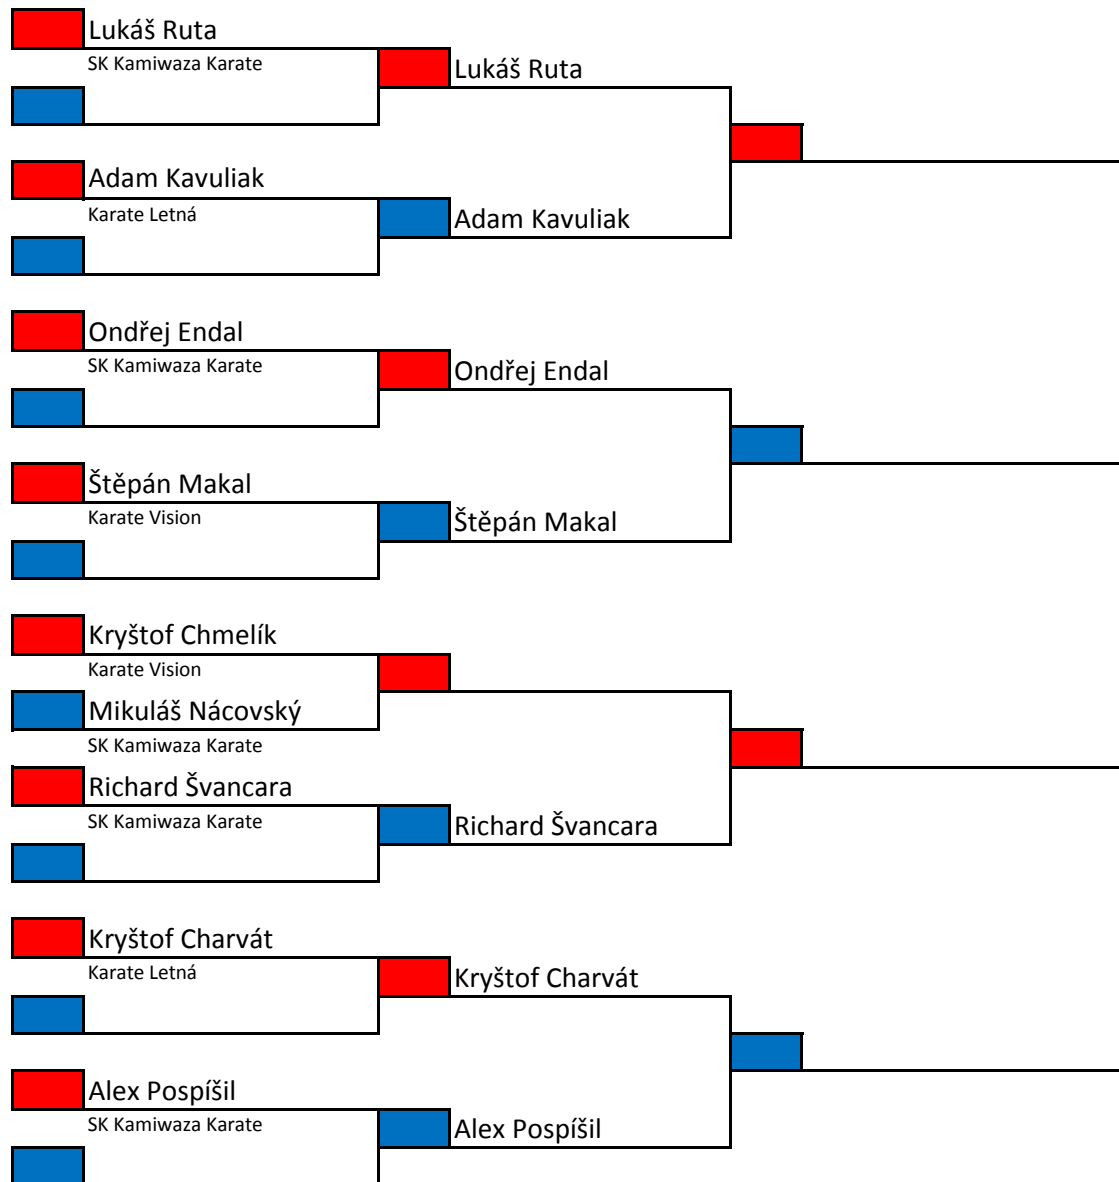 Lukáš Ruta
SK Kamiwaza Karate
Lukáš Ruta
Adam Kavuliak
Karate Letná
Adam Kavuliak
Ondřej Endal
SK Kamiwaza Karate
Ondřej Endal
Štěpán Makal
Karate Vision
Štěpán Makal
Kryštof Chmelík
Karate Vision
Mikuláš Nácovský
SK Kamiwaza Karate
Richard Švancara
SK Kamiwaza Karate
Richard Švancara
Kryštof Charvát
Karate Letná
Kryštof Charvát
Alex Pospíšil
SK Kamiwaza Karate
Alex Pospíšil